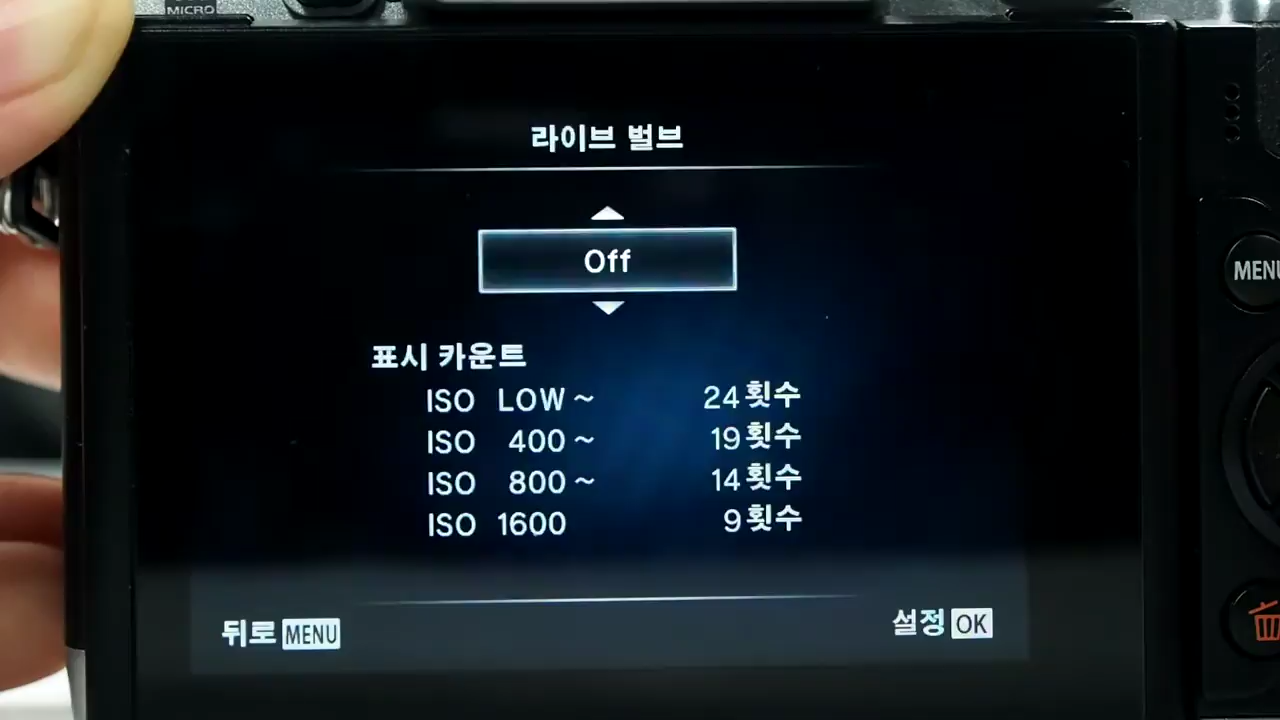 MICRO
라이브 벌브
Off
표시 카운트
ISO LOW ~ 24 횟수
ISO 400 ~ 19 횟수
ISO 800 ~ 14 횟수
ISO 1600 9 횟수
뒤로 MENU
설정 OK
MENU